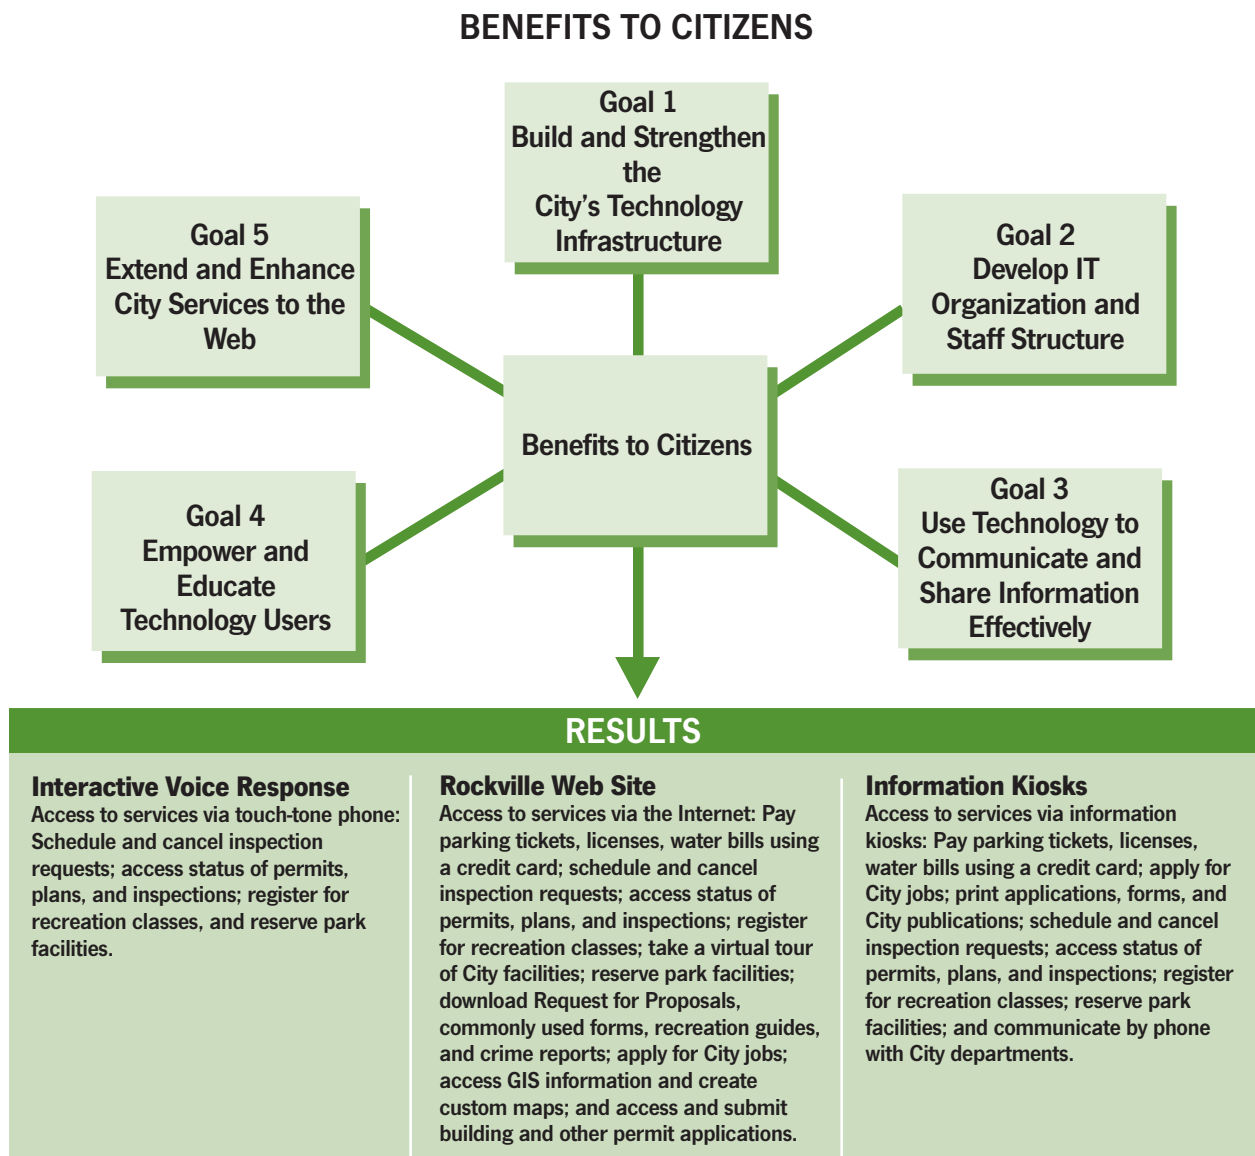 BENEFITS TO CITIZENS
Goal 1
Build and Strengthen
the
City’s Technology
Infrastructure
Goal 5
Extend and Enhance
City Services to the
Web
Goal 2
Develop IT
Organization and
Staff Structure
Benefits to Citizens
Goal 4
Empower and
Educate
Technology Users
Goal 3
Use Technology to
Communicate and
Share Information
Effectively
RESULTS
Interactive Voice Response
Access to services via touch-tone phone:
Schedule and cancel inspection
requests; access status of permits,
plans, and inspections; register for
recreation classes, and reserve park
facilities.
Rockville Web Site
Access to services via the Internet: Pay
parking tickets, licenses, water bills using
a credit card; schedule and cancel
inspection requests; access status of
permits, plans, and inspections; register
for recreation classes; take a virtual tour
of City facilities; reserve park facilities;
download Request for Proposals,
commonly used forms, recreation guides,
and crime reports; apply for City jobs;
access GIS information and create
custom maps; and access and submit
building and other permit applications.
Information Kiosks
Access to services via information
kiosks: Pay parking tickets, licenses,
water bills using a credit card; apply for
City jobs; print applications, forms, and
City publications; schedule and cancel
inspection requests; access status of
permits, plans, and inspections; register
for recreation classes; reserve park
facilities; and communicate by phone
with City departments.